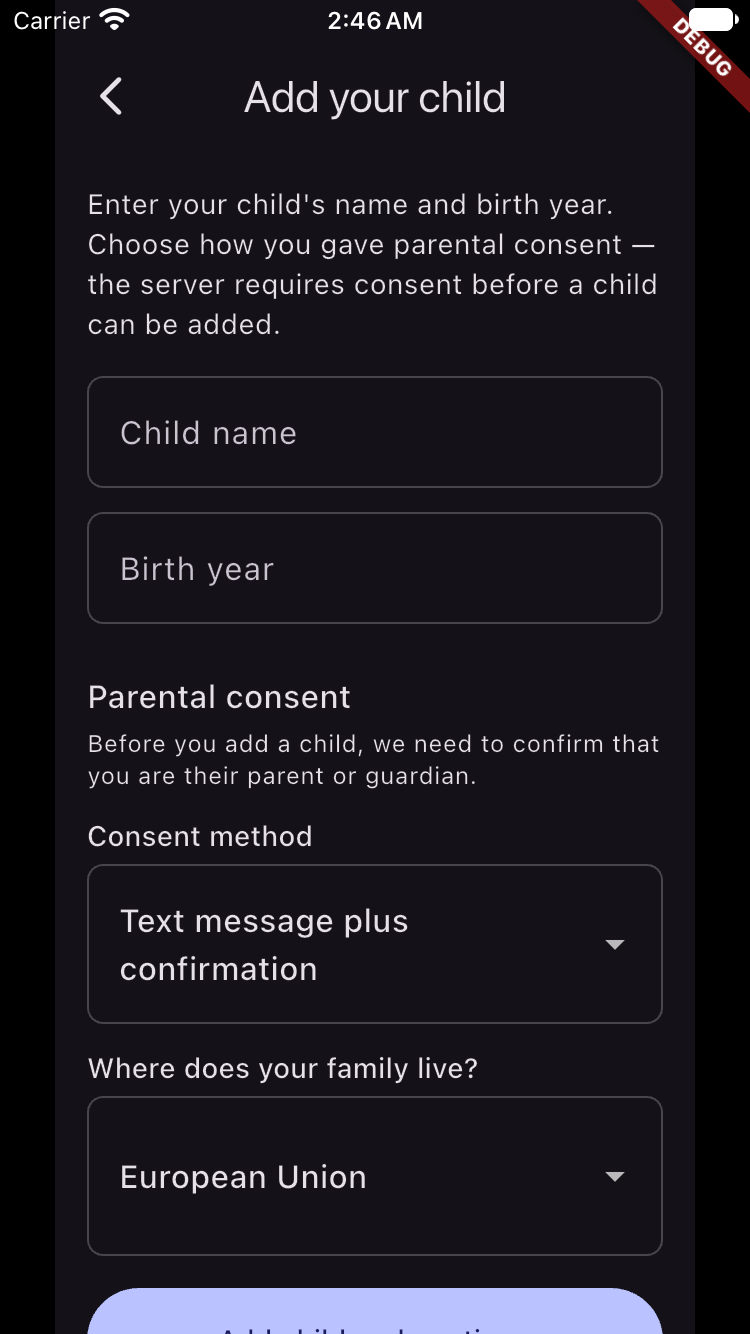 Carrier 2:46 AM
DEBUG
Add your child
Enter your child's name and birth year.
Choose how you gave parental consent —
the server requires consent before a child
can be added.
Child name
Birth year
Parental consent
Before you add a child, we need to confirm that
you are their parent or guardian.
Consent method
Text message plus
confirmation
Where does your family live?
European Union